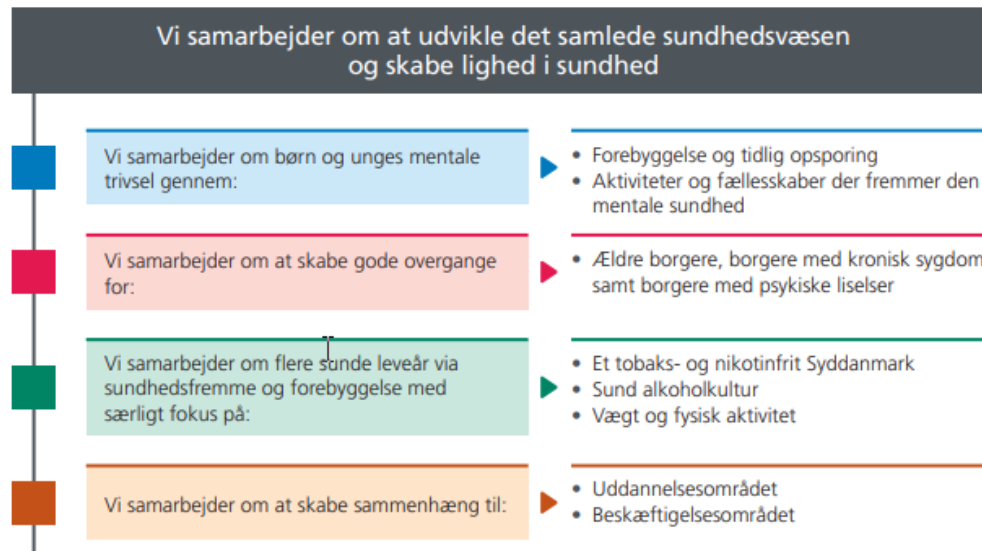 Vi samarbejder om at udvikle det samlede sundhedsvæsen
og skabe lighed i sundhed
Vi samarbejder om børn og unges mentale
trivsel gennem:
• Forebyggelse og tidlig opsporing
• Aktiviteter og fællesskaber der fremmer den
mentale sundhed
Vi samarbejder om at skabe gode overgange
for:
• Ældre borgere, borgere med kronisk sygdom
samt borgere med psykiske liselser
Vi samarbejder om flere sunde leveår via
sundhedsfremme og forebyggelse med
særligt fokus på:
• Et tobaks- og nikotinfrit Syddanmark
• Sund alkoholkultur
• Vægt og fysisk aktivitet
Vi samarbejder om at skabe sammenhæng til:
• Uddannelsesområdet
• Beskæftigelsesområdet